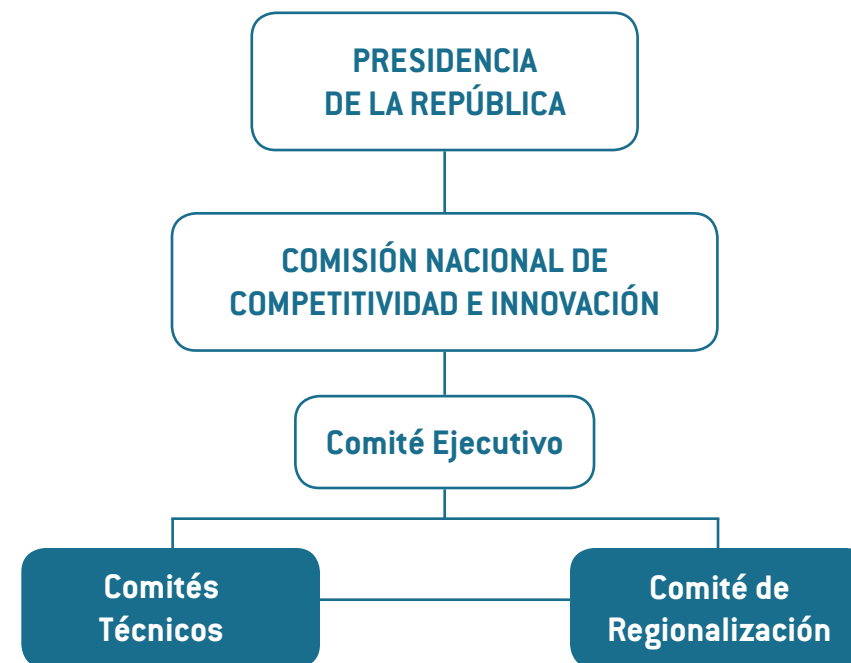 PRESIDENCIA
DE LA REPÚBLICA
COMISIÓN NACIONAL DE
COMPETITIVIDAD E INNOVACIÓN
Comité Ejecutivo
Comités
Técnicos
Comité de
Regionalización